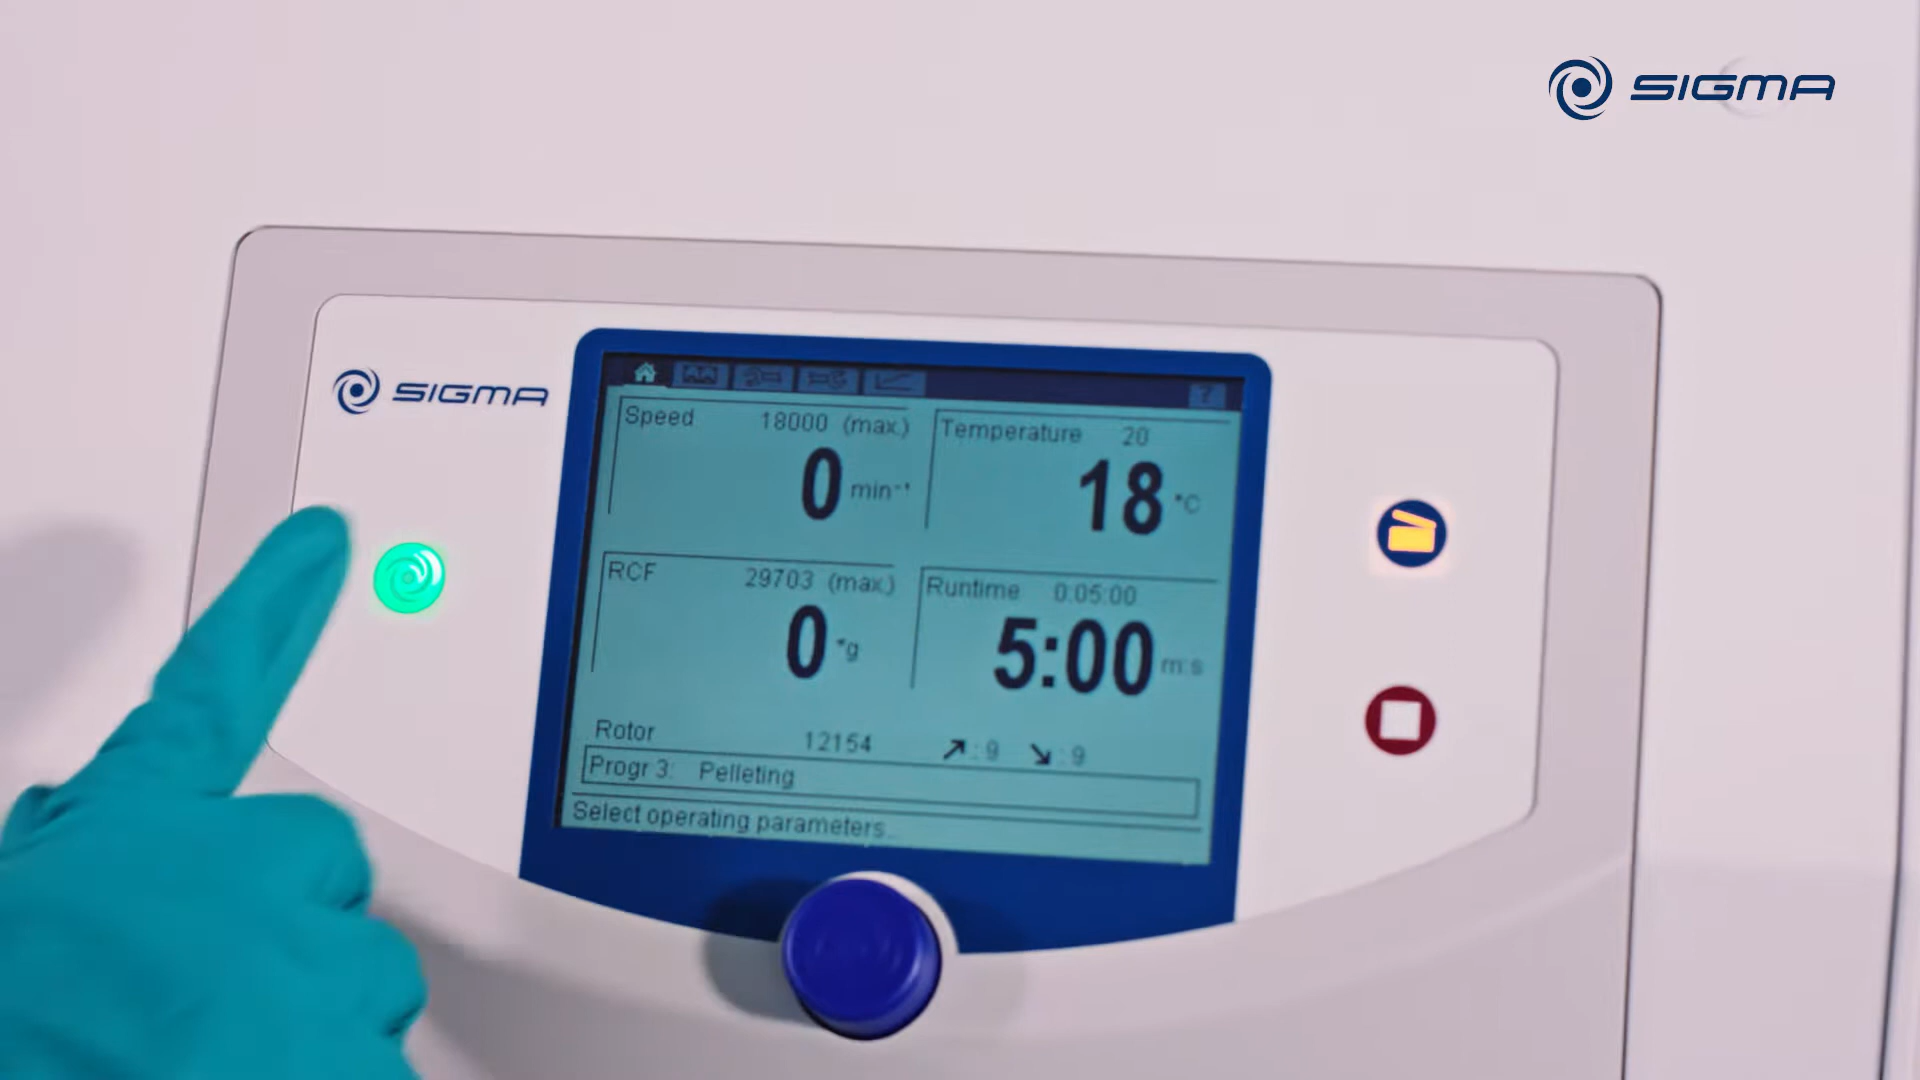 SIGMA
SIGMA
?
Speed 18000 (max.)
0 min⁻¹
Temperature 20
18 °C
RCF 29703 (max.)
0 *g
Runtime 0:05:00
5:00 m:s
Rotor 12154 ↗:9 ↘:9
Progr 3: Pelleting
Select operating parameters...